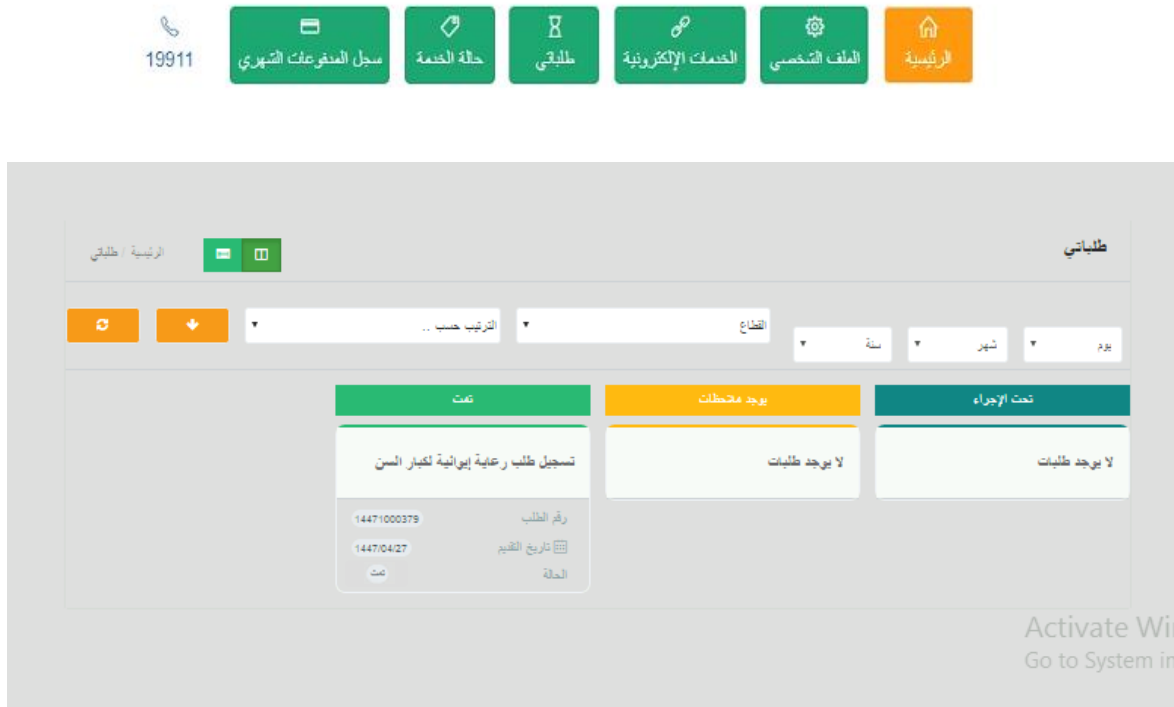 الرئيسية
الملف الشخصي
الخدمات الإلكترونية
طلباتي
حالة الخدمة
سجل المدفوعات الشهري
19911
طلباتي
الرئيسية / طلباتي
يوم
شهر
سنة
القطاع
الترتيب حسب ..
تحت الإجراء
يوجد ملاحظات
تمت
لا يوجد طلبات
لا يوجد طلبات
تسجيل طلب رعاية إيوائية لكبار السن
رقم الطلب 14471000379
تاريخ التقديم 1447/04/27
الحالة تمت
Activate Wi
Go to System in